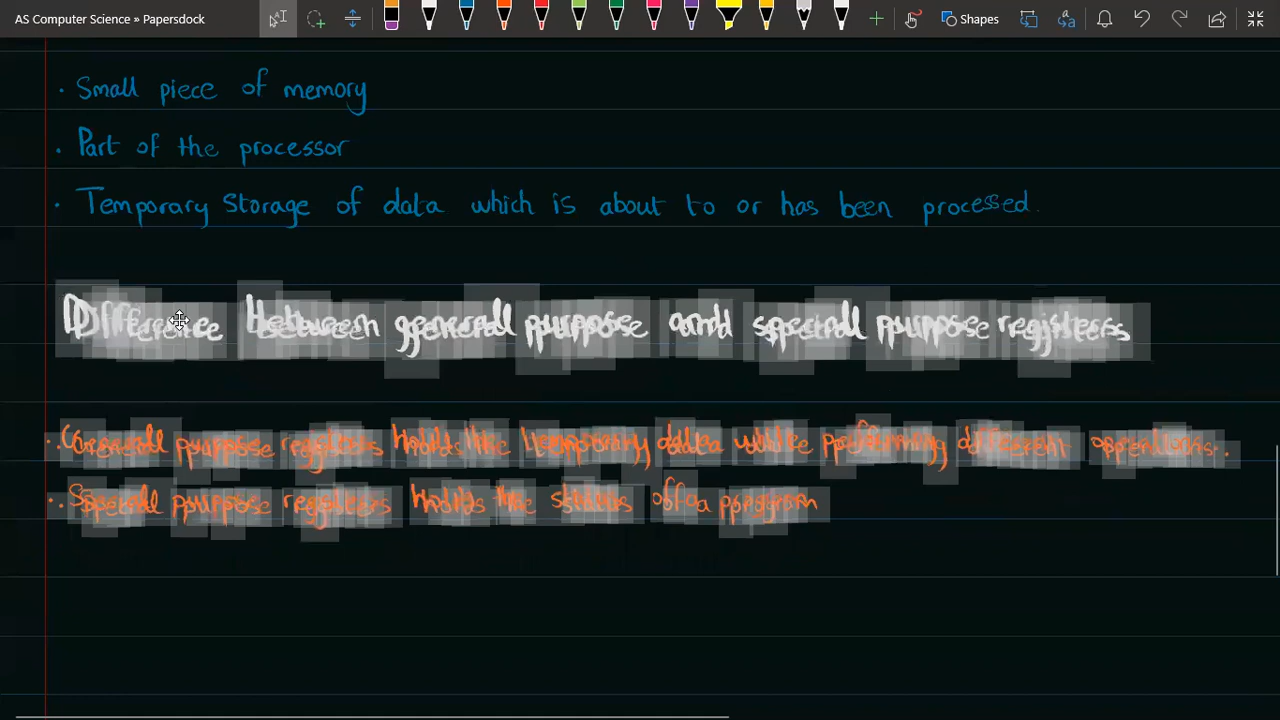 AS Computer Science » Papersdock
Shapes
. Small piece of memory
. Part of the processor
. Temporary Storage of data which is about to or has been processed.
Difference between general purpose and special purpose registers
. General purpose registers holds the temporary data while performing different operations.
. Special purpose registers holds the status of a program